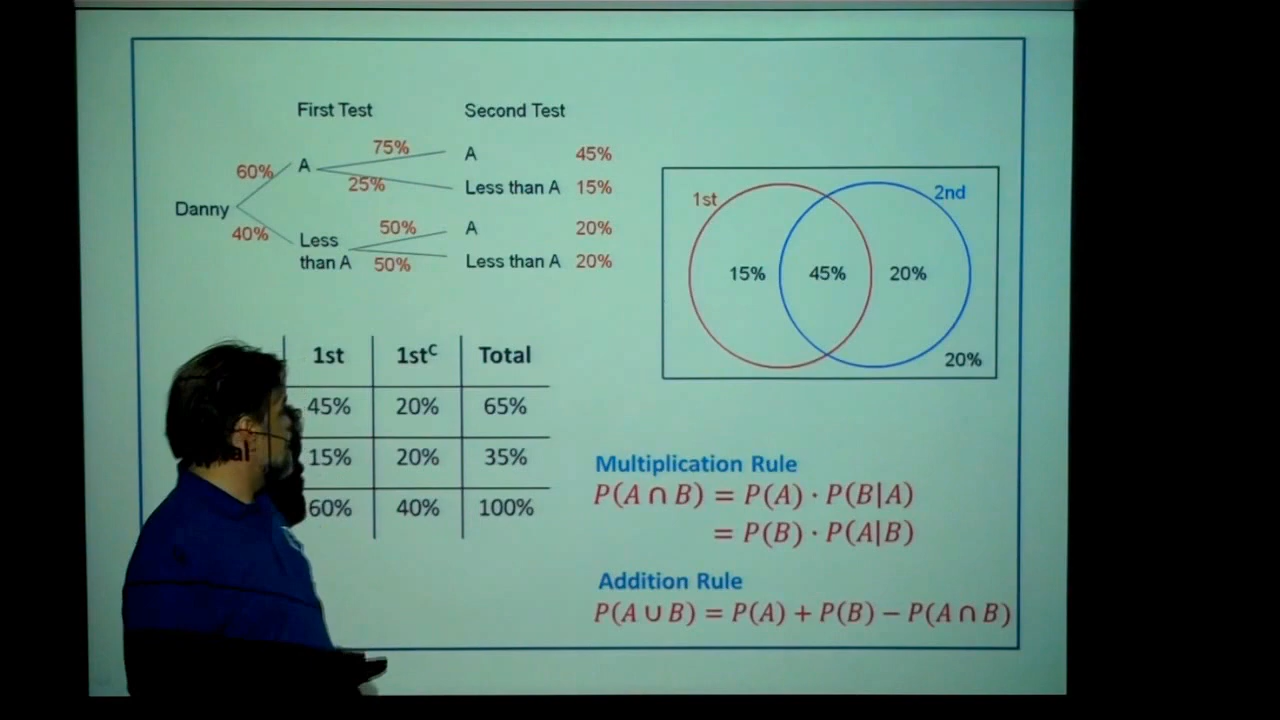 First Test Second Test
75% A 45%
60% A
25% Less than A 15%
Danny
50% A 20%
40% Less
than A 50% Less than A 20%
1st 2nd
15% 45% 20%
20%
1st 1stᶜ Total
45% 20% 65%
15% 20% 35%
60% 40% 100%
Multiplication Rule
P(A ∩ B) = P(A) · P(B|A)
= P(B) · P(A|B)
Addition Rule
P(A ∪ B) = P(A) + P(B) − P(A ∩ B)